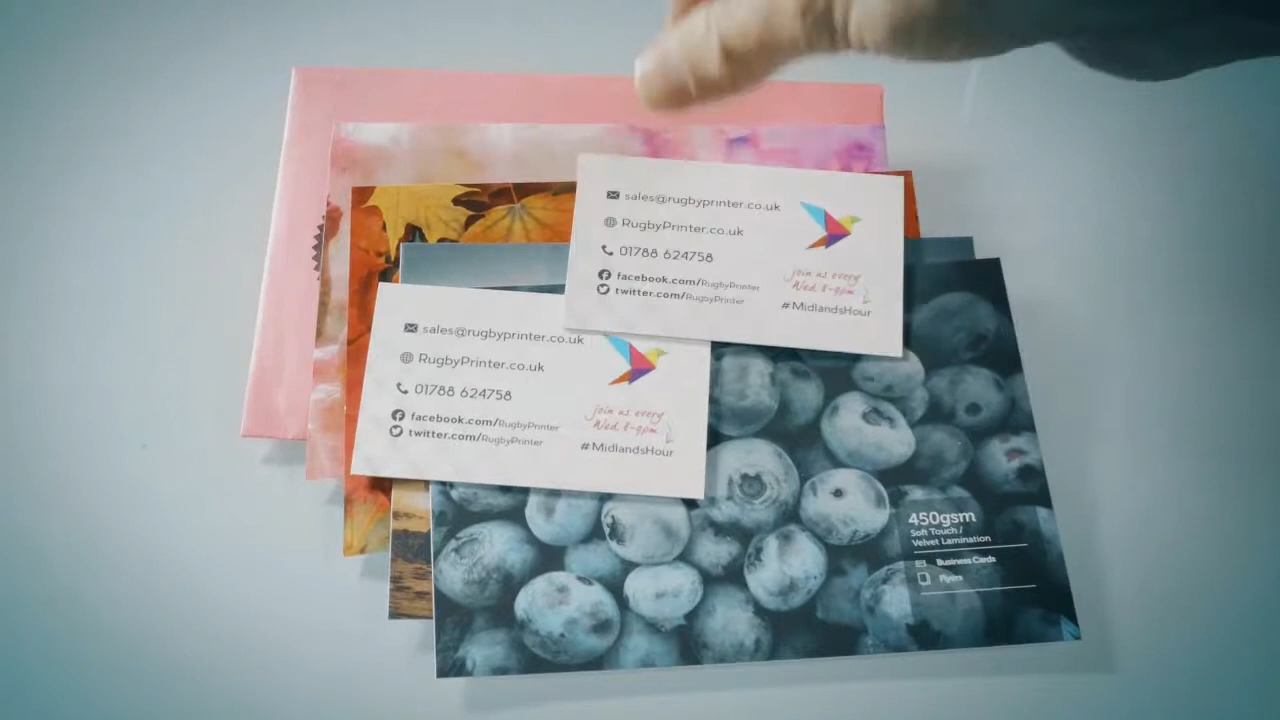 sales@rugbyprinter.co.uk
RugbyPrinter.co.uk
01788 624758
facebook.com/RugbyPrinter
twitter.com/RugbyPrinter
join us every
Wed 8-9pm
#MidlandsHour
sales@rugbyprinter.co.uk
RugbyPrinter.co.uk
01788 624758
facebook.com/RugbyPrinter
twitter.com/RugbyPrinter
join us every
Wed 8-9pm
#MidlandsHour
450gsm
Soft Touch /
Velvet Lamination
Business Cards
Flyers